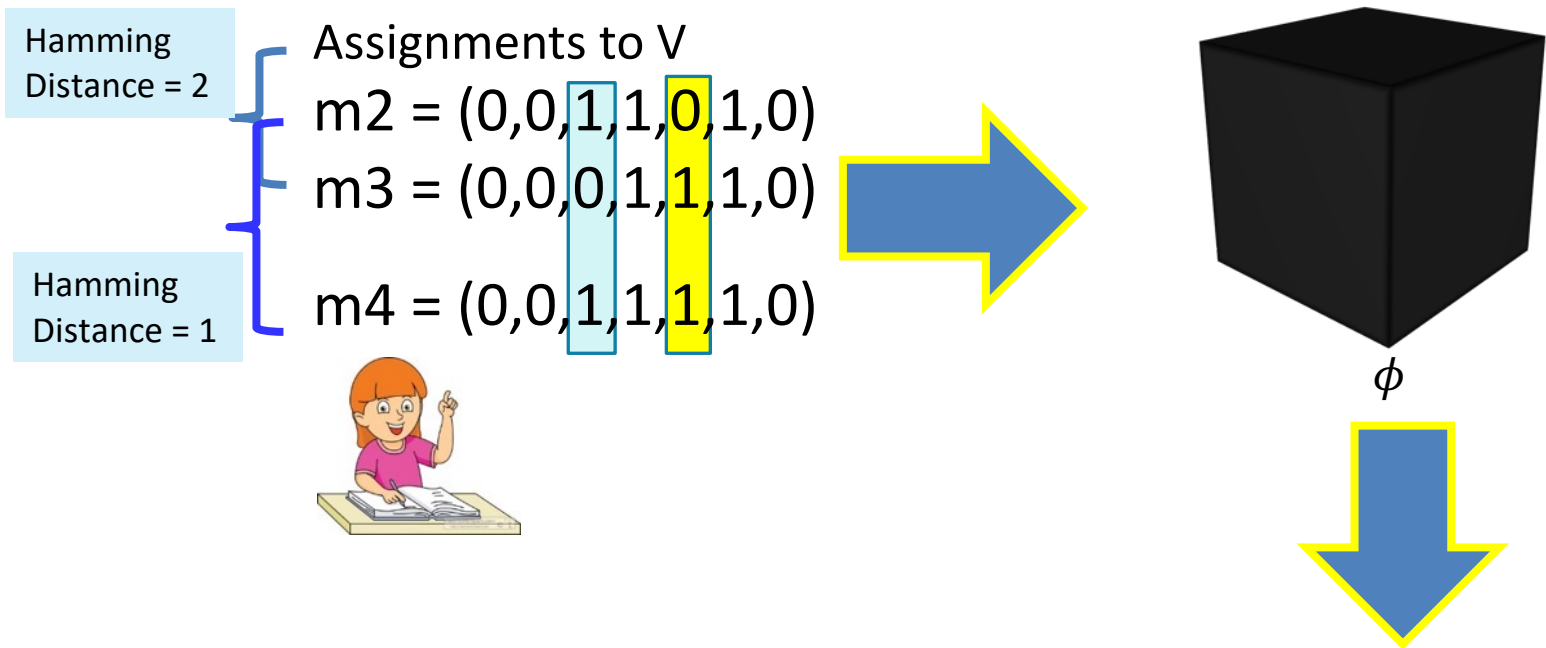 Hamming
Distance = 2
Assignments to V
m2 = (0,0,1,1,0,1,0)
m3 = (0,0,0,1,1,1,0)
Hamming
Distance = 1
m4 = (0,0,1,1,1,1,0)
ϕ